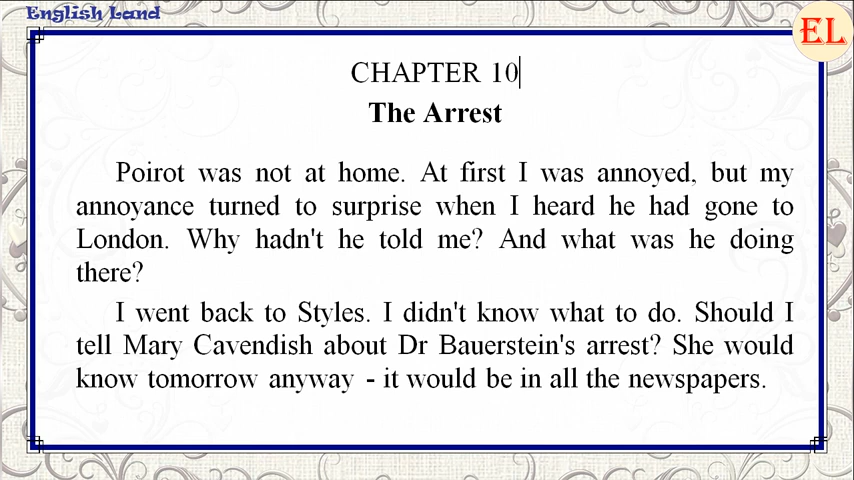 English Land
EL
CHAPTER 10
The Arrest
Poirot was not at home. At first I was annoyed, but my
annoyance turned to surprise when I heard he had gone to
London. Why hadn't he told me? And what was he doing
there?
I went back to Styles. I didn't know what to do. Should I
tell Mary Cavendish about Dr Bauerstein's arrest? She would
know tomorrow anyway - it would be in all the newspapers.